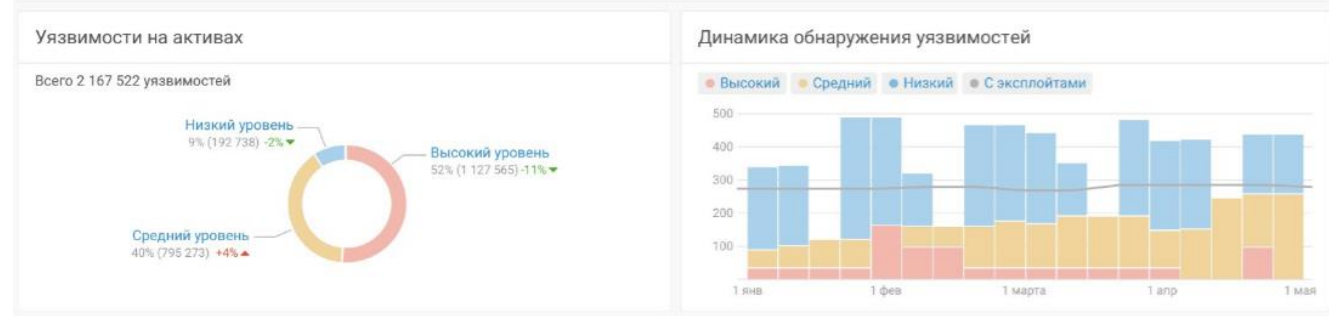 Уязвимости на активах
Всего 2 167 522 уязвимостей
Низкий уровень
9% (192 738) -2%
Высокий уровень
52% (1 127 565) -11%
Средний уровень
40% (795 273) +4%
Динамика обнаружения уязвимостей
Высокий Средний Низкий С эксплойтами
500
400
300
200
100
1 янв 1 фев 1 марта 1 апр 1 мая